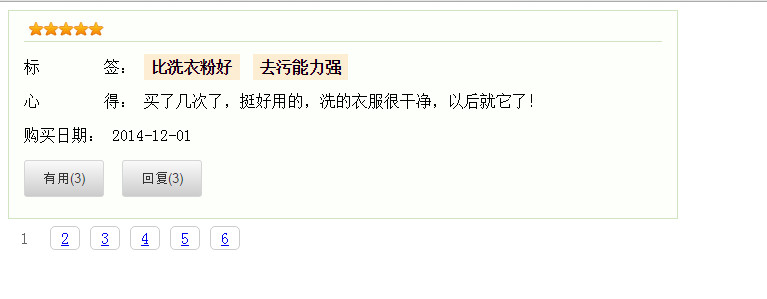 标 签： 比洗衣粉好 去污能力强
心 得： 买了几次了，挺好用的，洗的衣服很干净，以后就它了！
购买日期： 2014-12-01
有用(3) 回复(3)
1 2 3 4 5 6